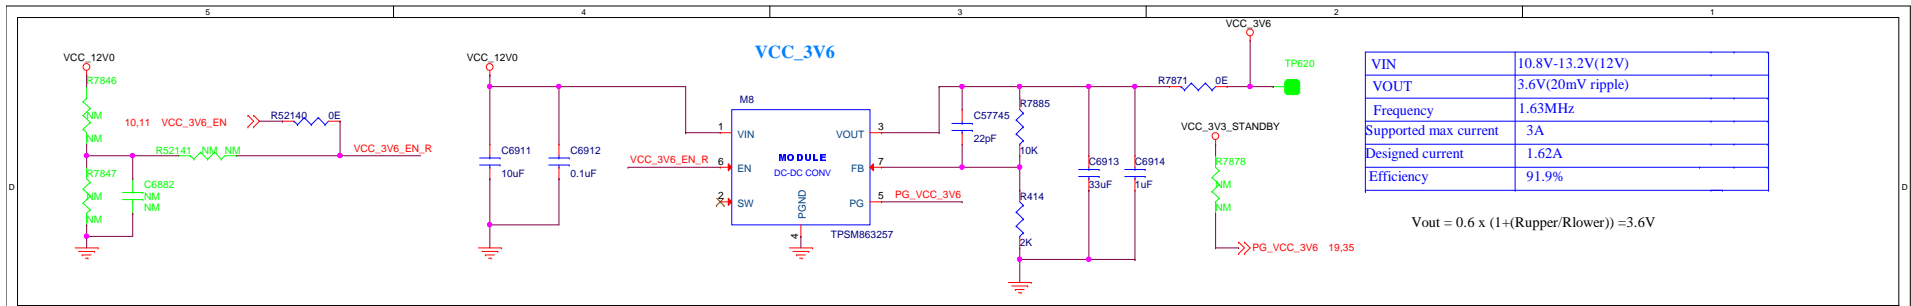 5
4
3
2
1
D
D
VCC_12V0
R7846
NM
10,11 VCC_3V6_EN
R52140
0E
R52141
NM
NM
VCC_3V6_EN_R
R7847
NM
C6882
NM
NM
VCC_3V6
VCC_12V0
C6911
10uF
C6912
0.1uF
VCC_3V6_EN_R
M8
1
VIN
6
EN
2
SW
MODULE
DC-DC CONV
PGND
4
VOUT
3
FB
7
PG
5
TPSM863257
PG_VCC_3V6
C57745
22pF
R7885
10K
R414
2K
C6913
33uF
C6914
1uF
R7871
0E
VCC_3V6
TP620
VCC_3V3_STANDBY
R7878
NM
NM
PG_VCC_3V6 19,35
VIN 10.8V-13.2V(12V)
VOUT 3.6V(20mV ripple)
Frequency 1.63MHz
Supported max current 3A
Designed current 1.62A
Efficiency 91.9%
Vout = 0.6 x (1+(Rupper/Rlower)) =3.6V